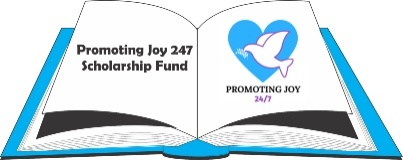 Promoting Joy 247
Scholarship Fund
PROMOTING JOY
24/7